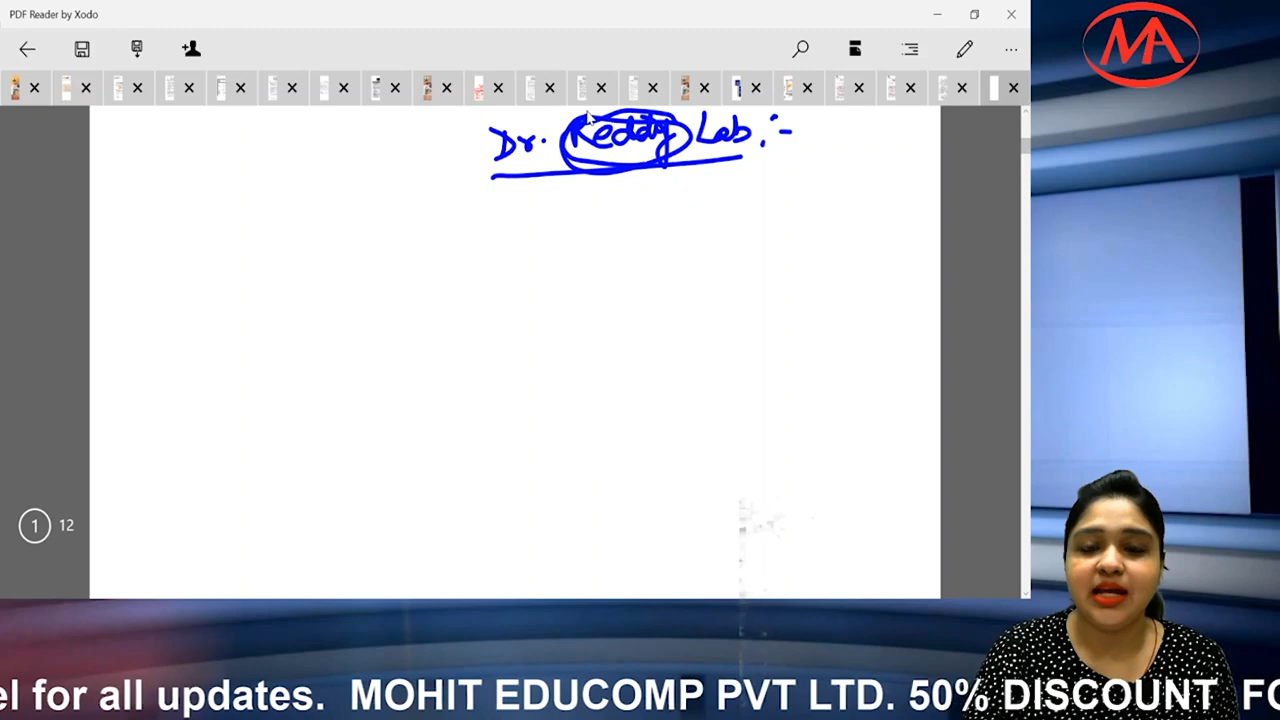 PDF Reader by Xodo
MA
Dr. Reddy Lab :-
1 12
el for all updates. MOHIT EDUCOMP PVT LTD. 50% DISCOUNT FO